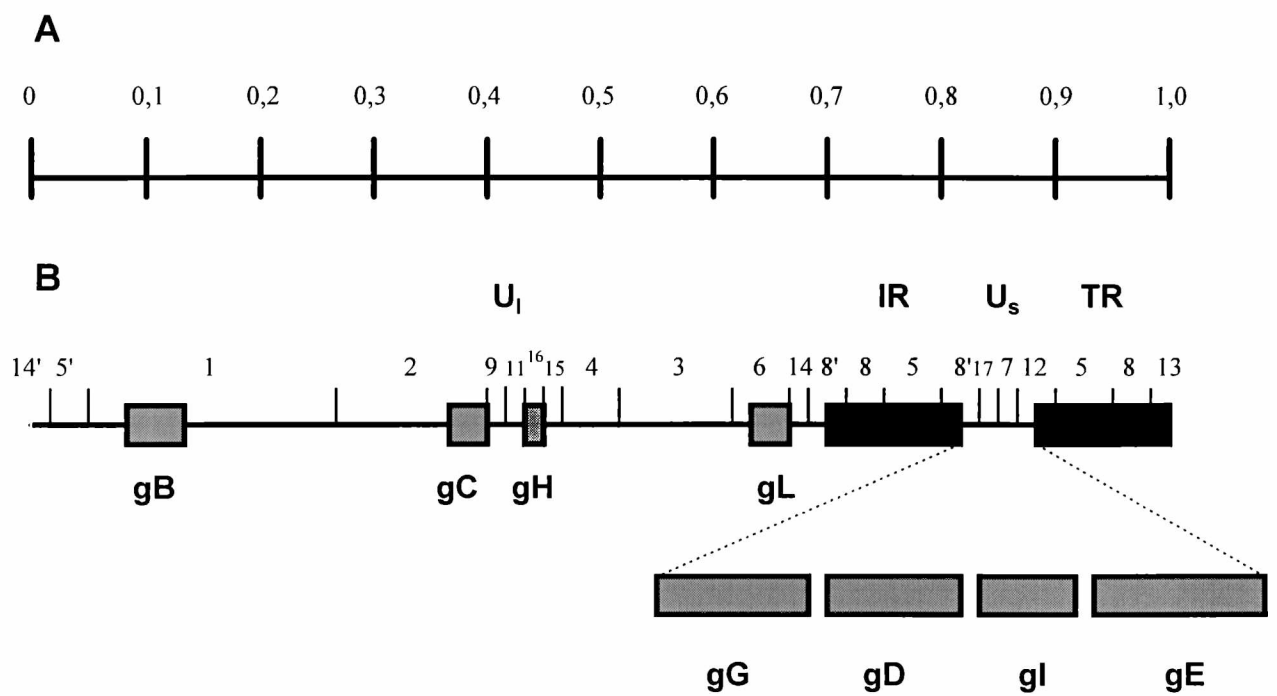 A
0 0,1 0,2 0,3 0,4 0,5 0,6 0,7 0,8 0,9 1,0
B
Ul IR Us TR
14' 5' 1 2 9 11 16 15 4 3 6 14 8' 8 5 8' 17 7 12 5 8 13
gB gC gH gL
gG gD gI gE